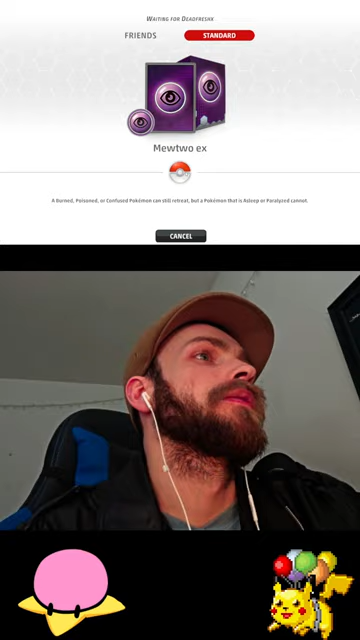 Waiting for Deadfreskk
FRIENDS
STANDARD
Mewtwo ex
A Burned, Poisoned, or Confused Pokémon can still retreat, but a Pokémon that is Asleep or Paralyzed cannot.
CANCEL